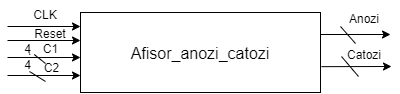 CLK
Reset
4 C1
4 C2
Afisor_anozi_catozi
Anozi
Catozi